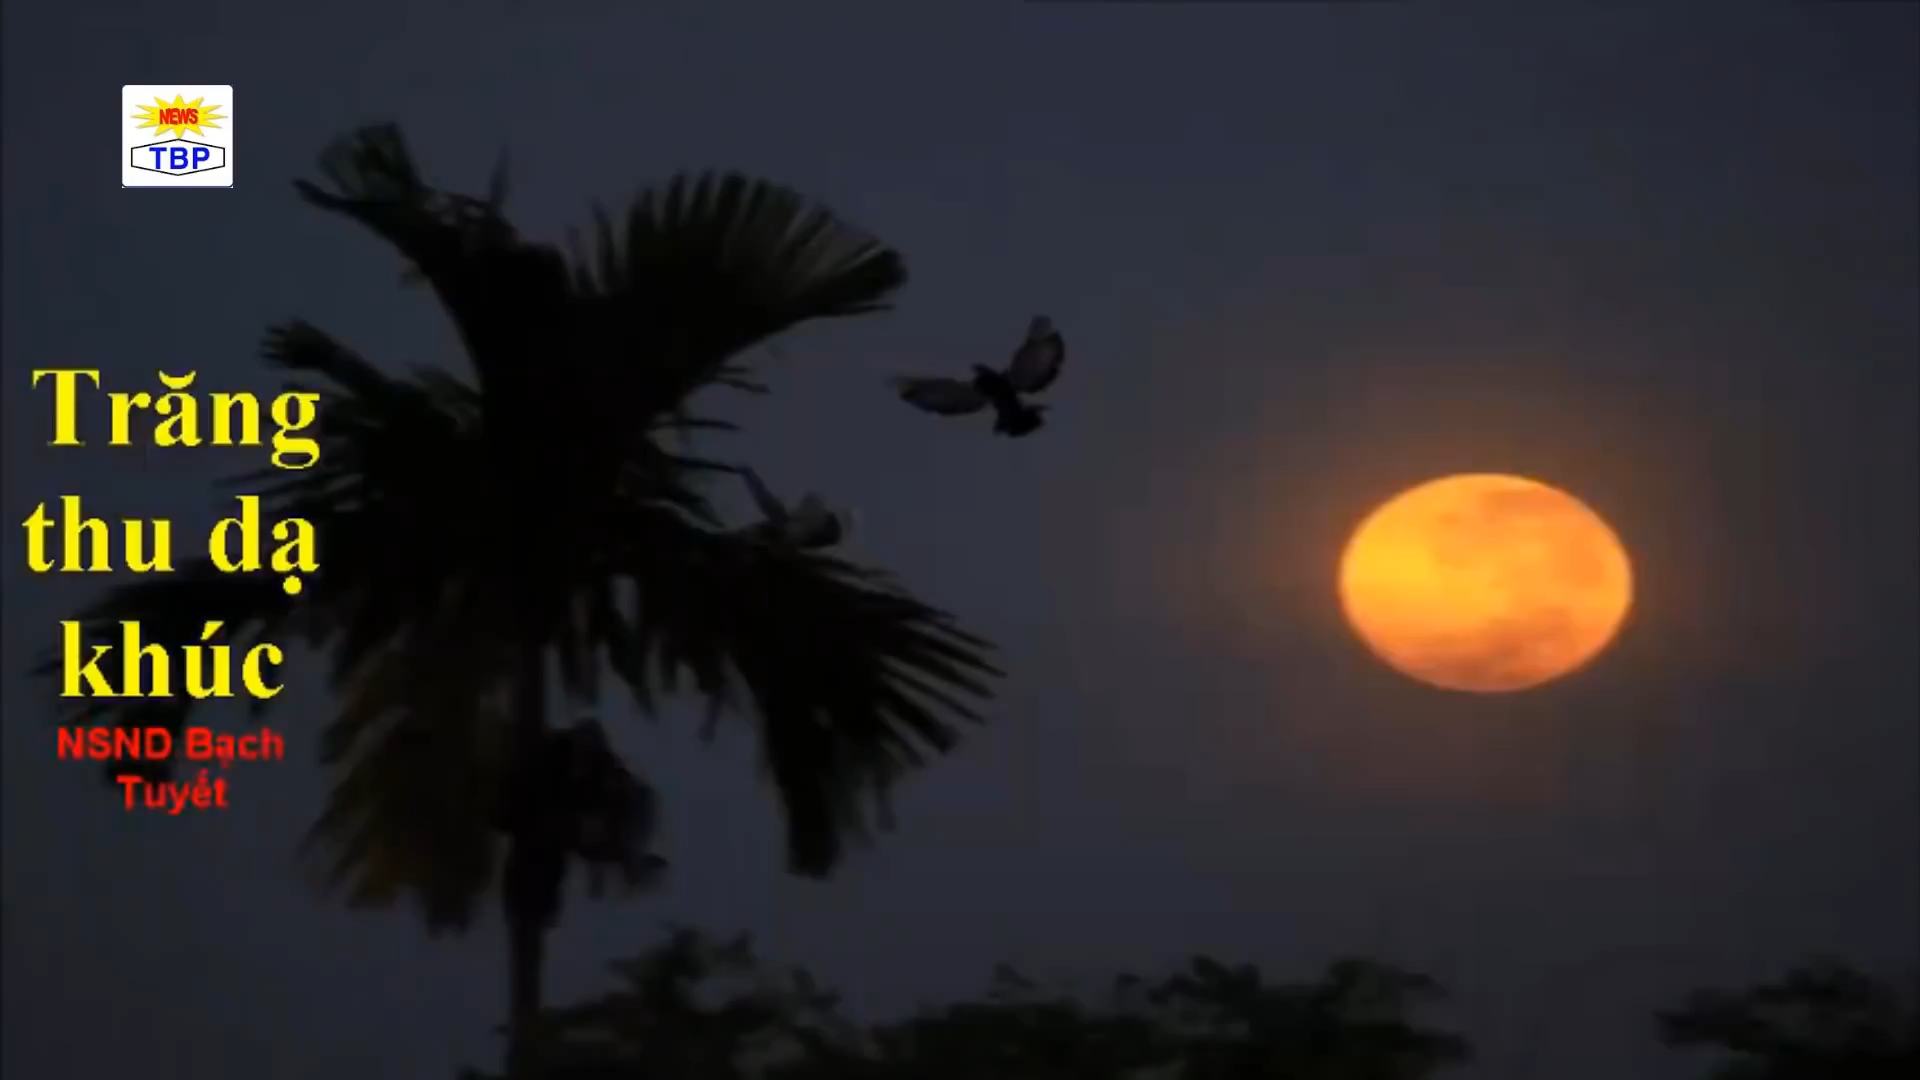 NEWS
TBP
Trăng
thu dạ
khúc
NSND Bạch
Tuyết